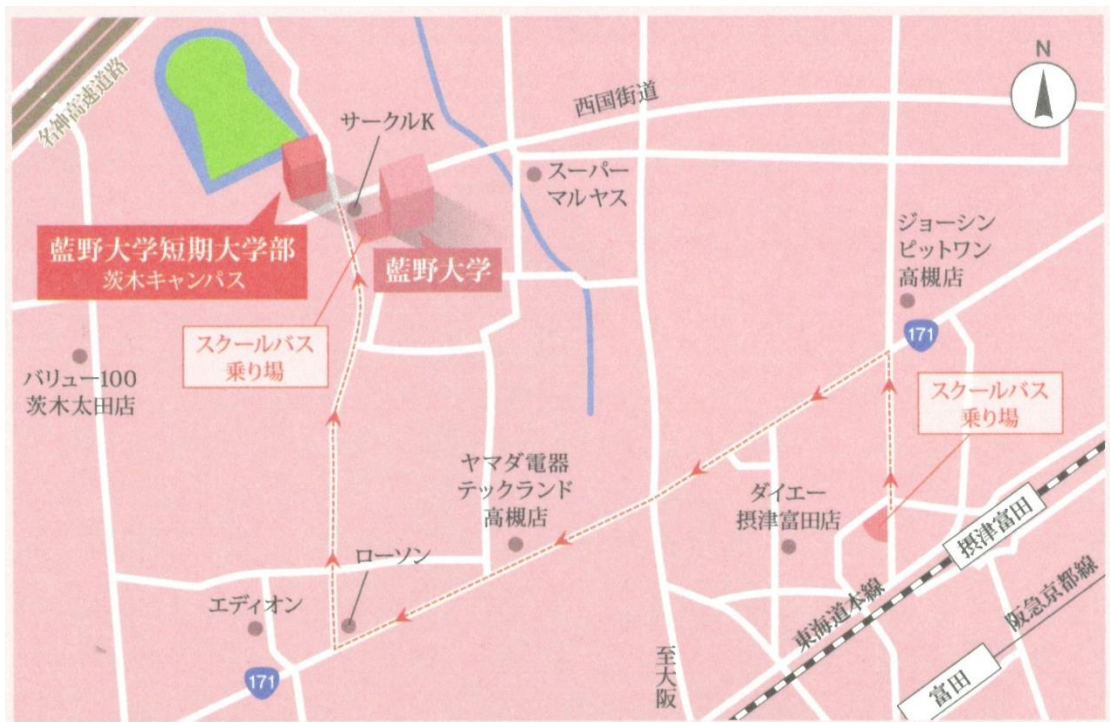 名神高速道路
サークルK
西国街道
N
スーパー
マルヤス
藍野大学短期大学部
茨木キャンパス
藍野大学
ジョーシン
ピットワン
高槻店
171
スクールバス
乗り場
バリュー100
茨木太田店
スクールバス
乗り場
ヤマダ電器
テックランド
高槻店
ダイエー
摂津富田店
摂津富田
ローソン
エディオン
東海道本線
阪急京都線
171
至大阪
富田